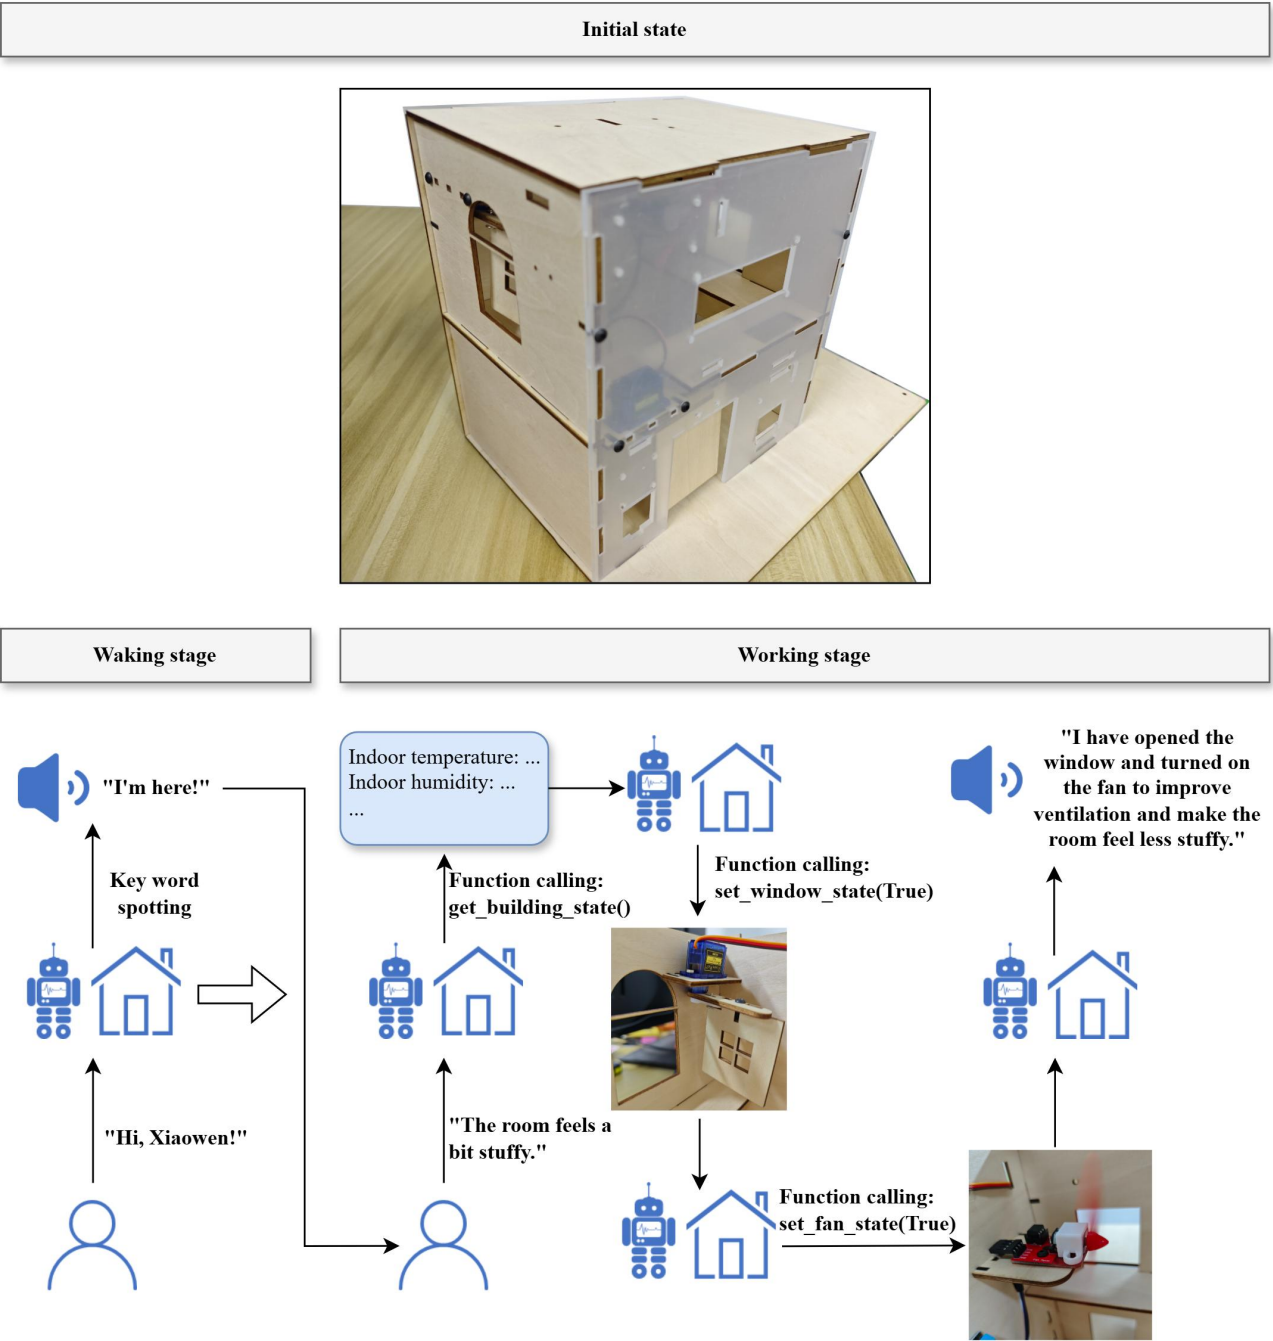 Initial state
Waking stage
Working stage
"I'm here!"
Key word
spotting
"Hi, Xiaowen!"
Indoor temperature: ...
Indoor humidity: ...
...
Function calling:
get_building_state()
"The room feels a
bit stuffy."
Function calling:
set_window_state(True)
Function calling:
set_fan_state(True)
"I have opened the
window and turned on
the fan to improve
ventilation and make the
room feel less stuffy."